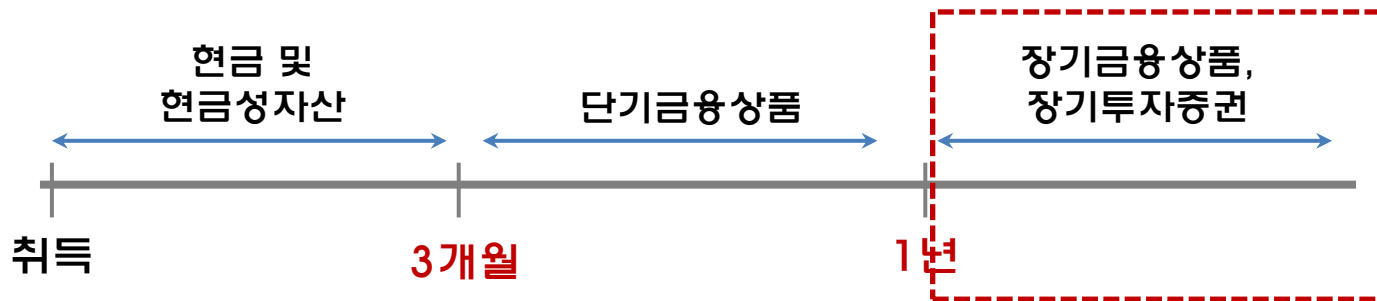 현금 및
현금성자산
단기금융상품
장기금융상품,
장기투자증권
취득
3개월
1년